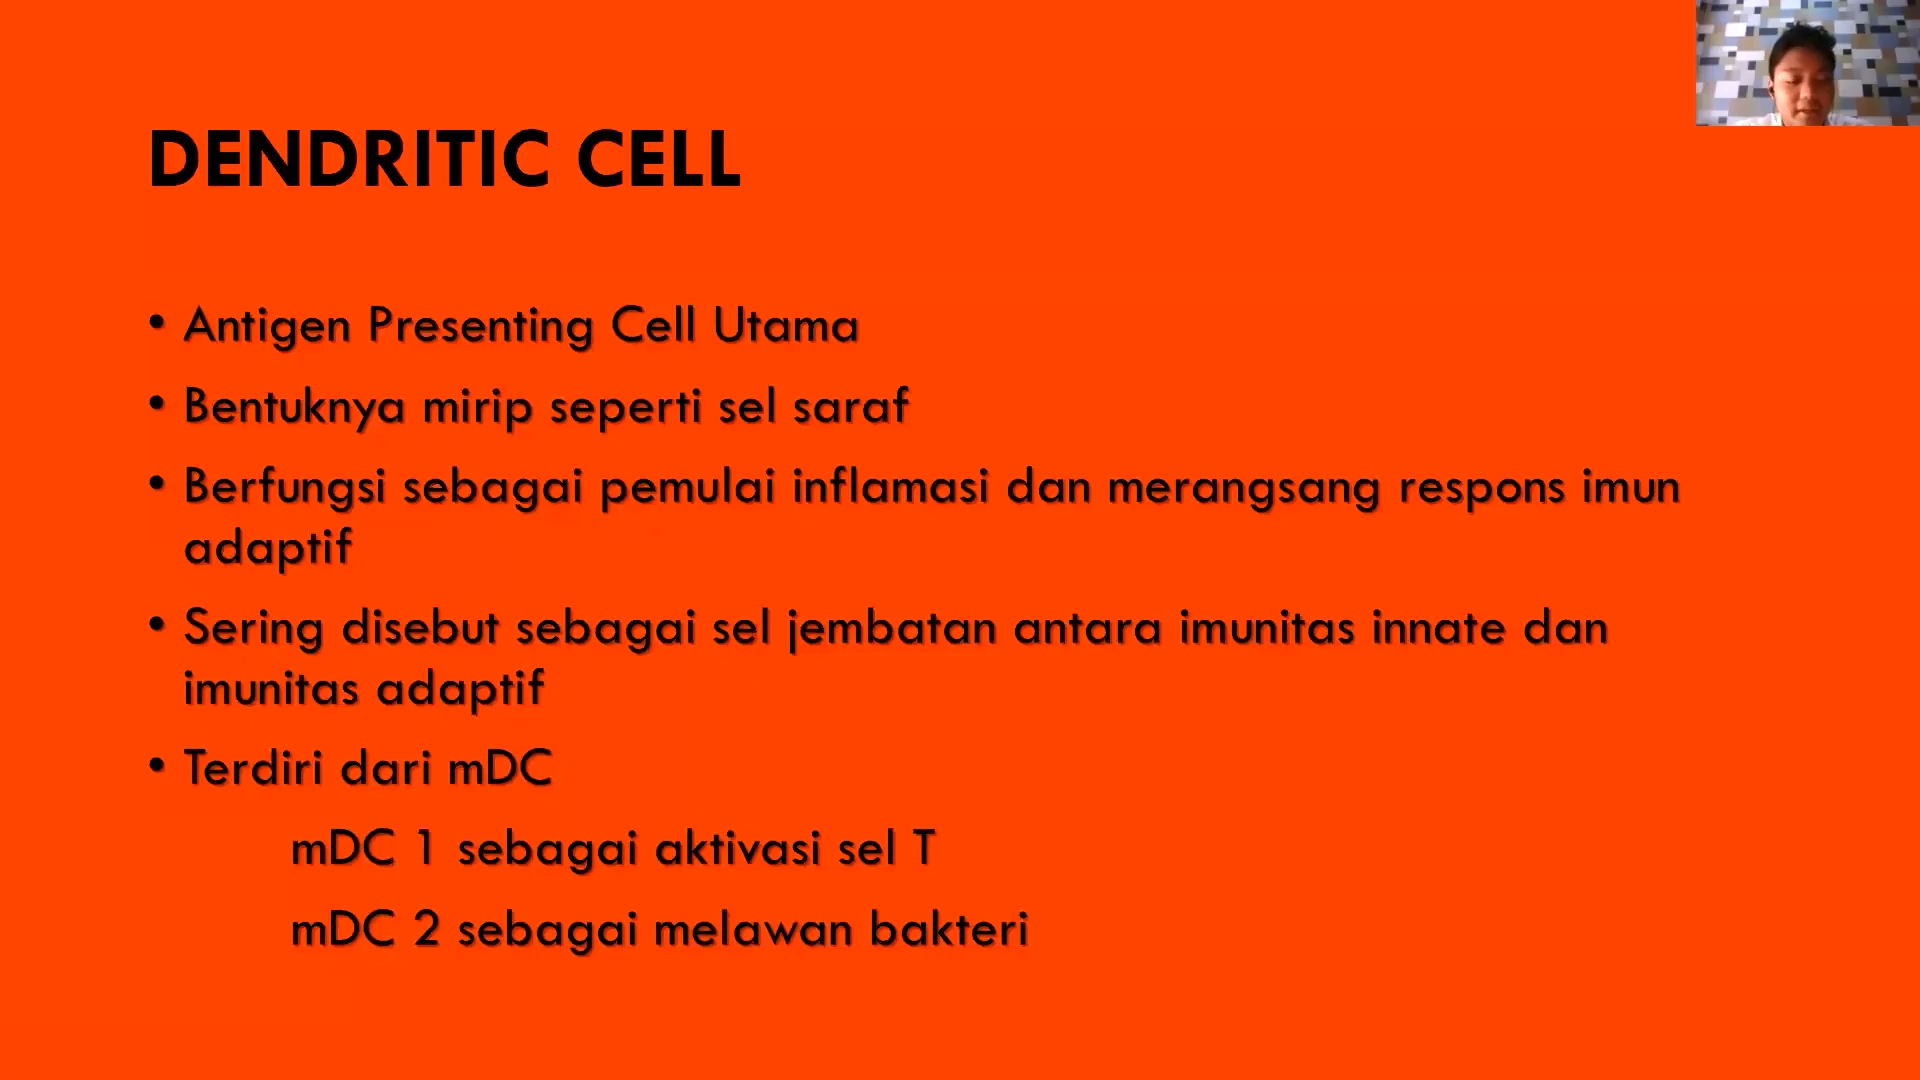 DENDRITIC CELL
• Antigen Presenting Cell Utama
• Bentuknya mirip seperti sel saraf
• Berfungsi sebagai pemulai inflamasi dan merangsang respons imun
adaptif
• Sering disebut sebagai sel jembatan antara imunitas innate dan
imunitas adaptif
• Terdiri dari mDC
mDC 1 sebagai aktivasi sel T
mDC 2 sebagai melawan bakteri